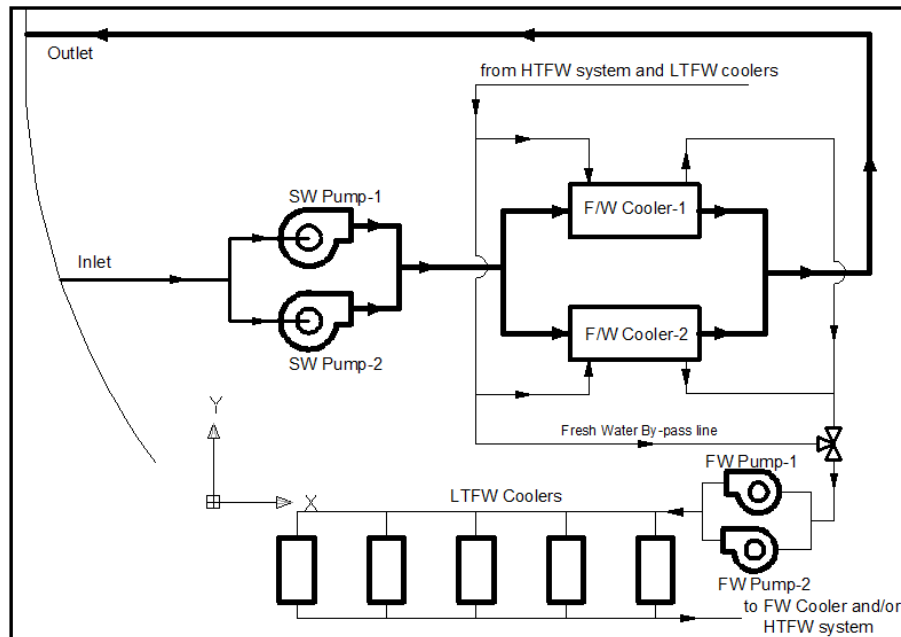 Outlet
from HTFW system and LTFW coolers
SW Pump-1
F/W Cooler-1
Inlet
F/W Cooler-2
SW Pump-2
Y
Fresh Water By-pass line
FW Pump-1
X
LTFW Coolers
FW Pump-2
to FW Cooler and/or
HTFW system